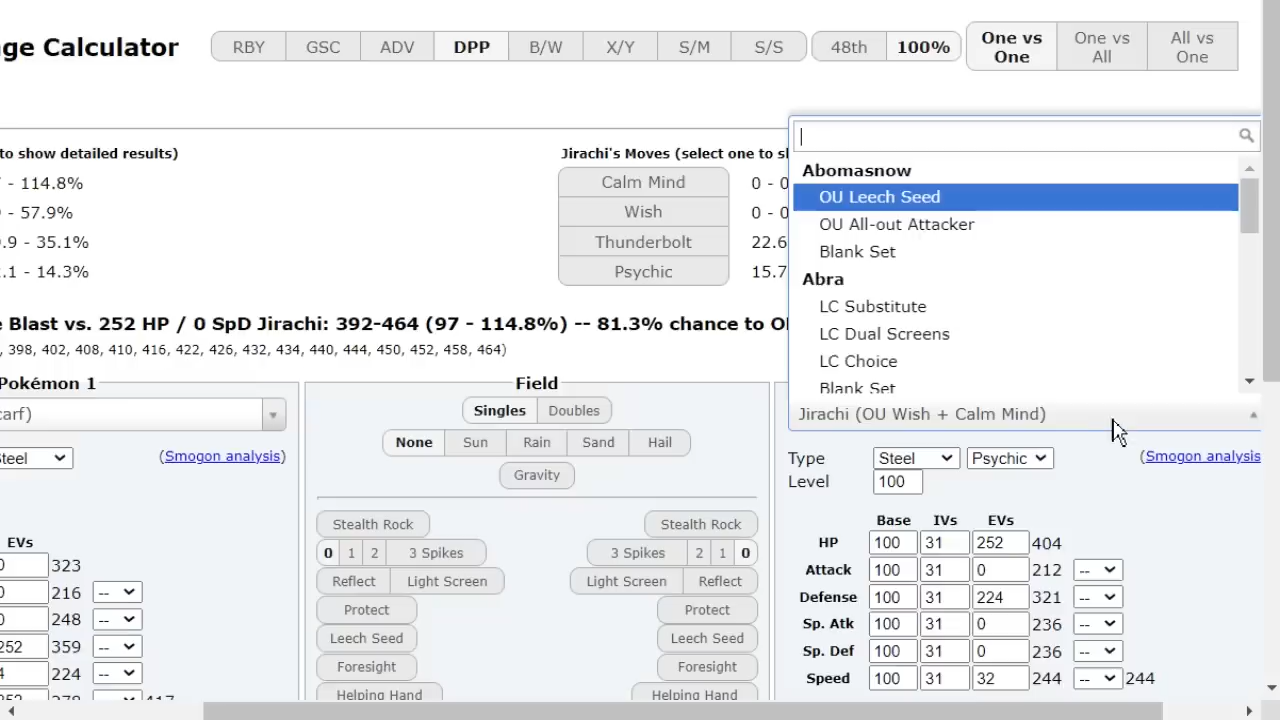 ge Calculator
RBY GSC ADV DPP B/W X/Y S/M S/S 48th 100% One vs One One vs All All vs One
to show detailed results)
- 114.8%
- 57.9%
.9 - 35.1%
.1 - 14.3%
Jirachi's Moves (select one to s
Calm Mind 0 - 0
Wish 0 - 0
Thunderbolt 22.6
Psychic 15.7
Abomasnow
OU Leech Seed
OU All-out Attacker
Blank Set
Abra
LC Substitute
LC Dual Screens
LC Choice
Blank Set
e Blast vs. 252 HP / 0 SpD Jirachi: 392-464 (97 - 114.8%) -- 81.3% chance to O
, 398, 402, 408, 410, 416, 422, 426, 432, 434, 440, 444, 450, 452, 458, 464)
Pokémon 1
carf)
Steel (Smogon analysis)
EVs
0 323
0 216 --
0 248 --
252 359 --
4 224 --
252 278 -- 417
Field
Singles Doubles
None Sun Rain Sand Hail
Gravity
Stealth Rock Stealth Rock
0 1 2 3 Spikes 3 Spikes 2 1 0
Reflect Light Screen Light Screen Reflect
Protect Protect
Leech Seed Leech Seed
Foresight Foresight
Helping Hand Helping Hand
Jirachi (OU Wish + Calm Mind)
Type Steel Psychic (Smogon analysis
Level 100
Base IVs EVs
HP 100 31 252 404
Attack 100 31 0 212 --
Defense 100 31 224 321 --
Sp. Atk 100 31 0 236 --
Sp. Def 100 31 0 236 --
Speed 100 31 32 244 -- 244